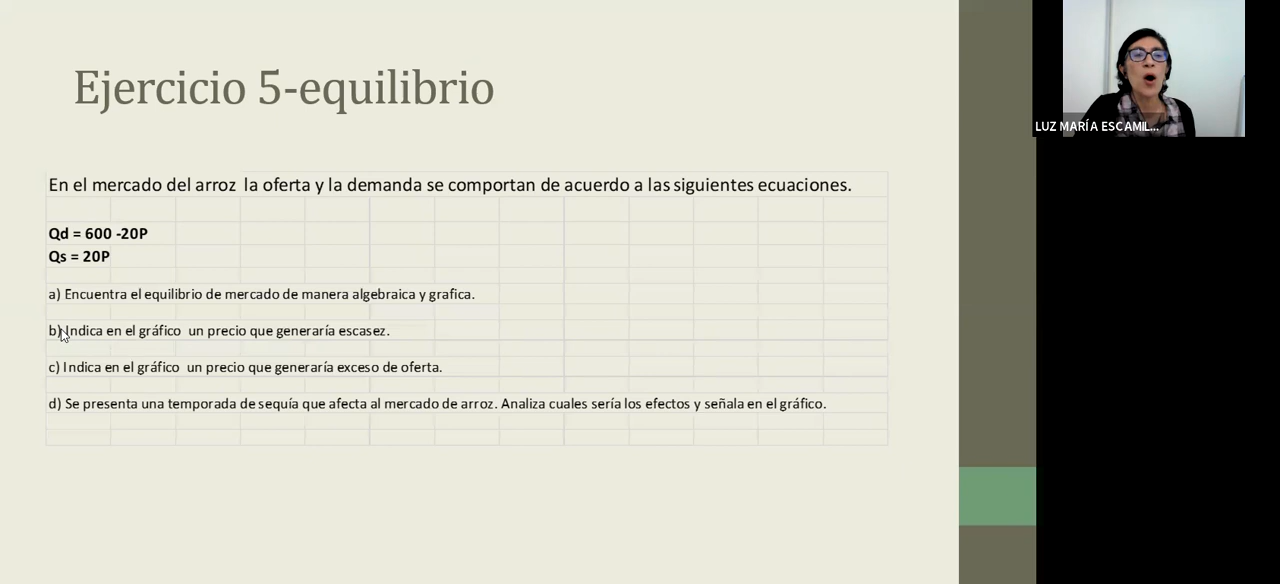 Ejercicio 5-equilibrio
LUZ MARÍA ESCAMIL...
En el mercado del arroz la oferta y la demanda se comportan de acuerdo a las siguientes ecuaciones.
Qd = 600 -20P
Qs = 20P
a) Encuentra el equilibrio de mercado de manera algebraica y grafica.
b) Indica en el gráfico un precio que generaría escasez.
c) Indica en el gráfico un precio que generaría exceso de oferta.
d) Se presenta una temporada de sequía que afecta al mercado de arroz. Analiza cuales sería los efectos y señala en el gráfico.